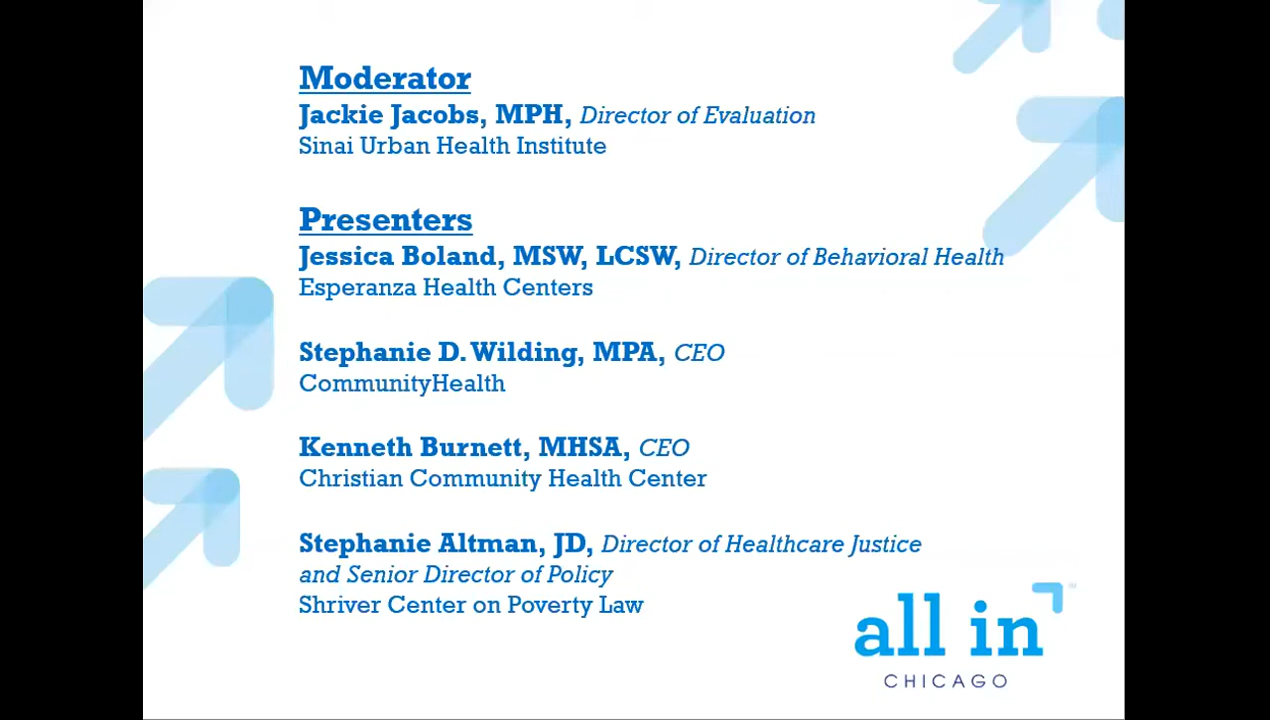 Moderator
Jackie Jacobs, MPH, Director of Evaluation
Sinai Urban Health Institute
Presenters
Jessica Boland, MSW, LCSW, Director of Behavioral Health
Esperanza Health Centers
Stephanie D. Wilding, MPA, CEO
CommunityHealth
Kenneth Burnett, MHSA, CEO
Christian Community Health Center
Stephanie Altman, JD, Director of Healthcare Justice
and Senior Director of Policy
Shriver Center on Poverty Law
all in
CHICAGO